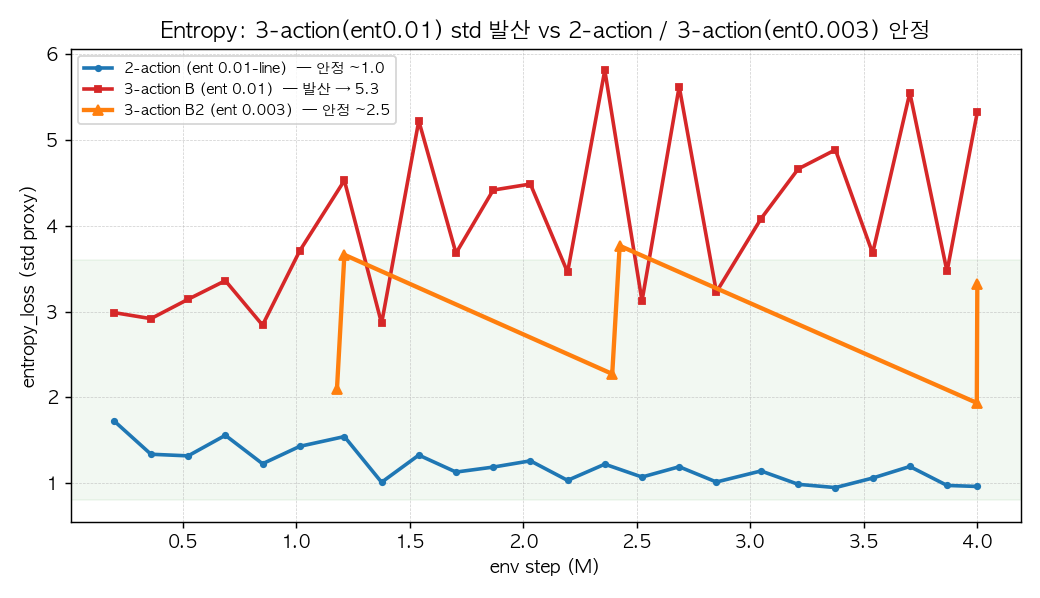 Entropy: 3-action(ent0.01) std 발산 vs 2-action / 3-action(ent0.003) 안정
2-action (ent 0.01-line) — 안정 ~1.0
3-action B (ent 0.01) — 발산 → 5.3
3-action B2 (ent 0.003) — 안정 ~2.5
entropy_loss (std proxy)
6
5
4
3
2
1
0.5 1.0 1.5 2.0 2.5 3.0 3.5 4.0
env step (M)